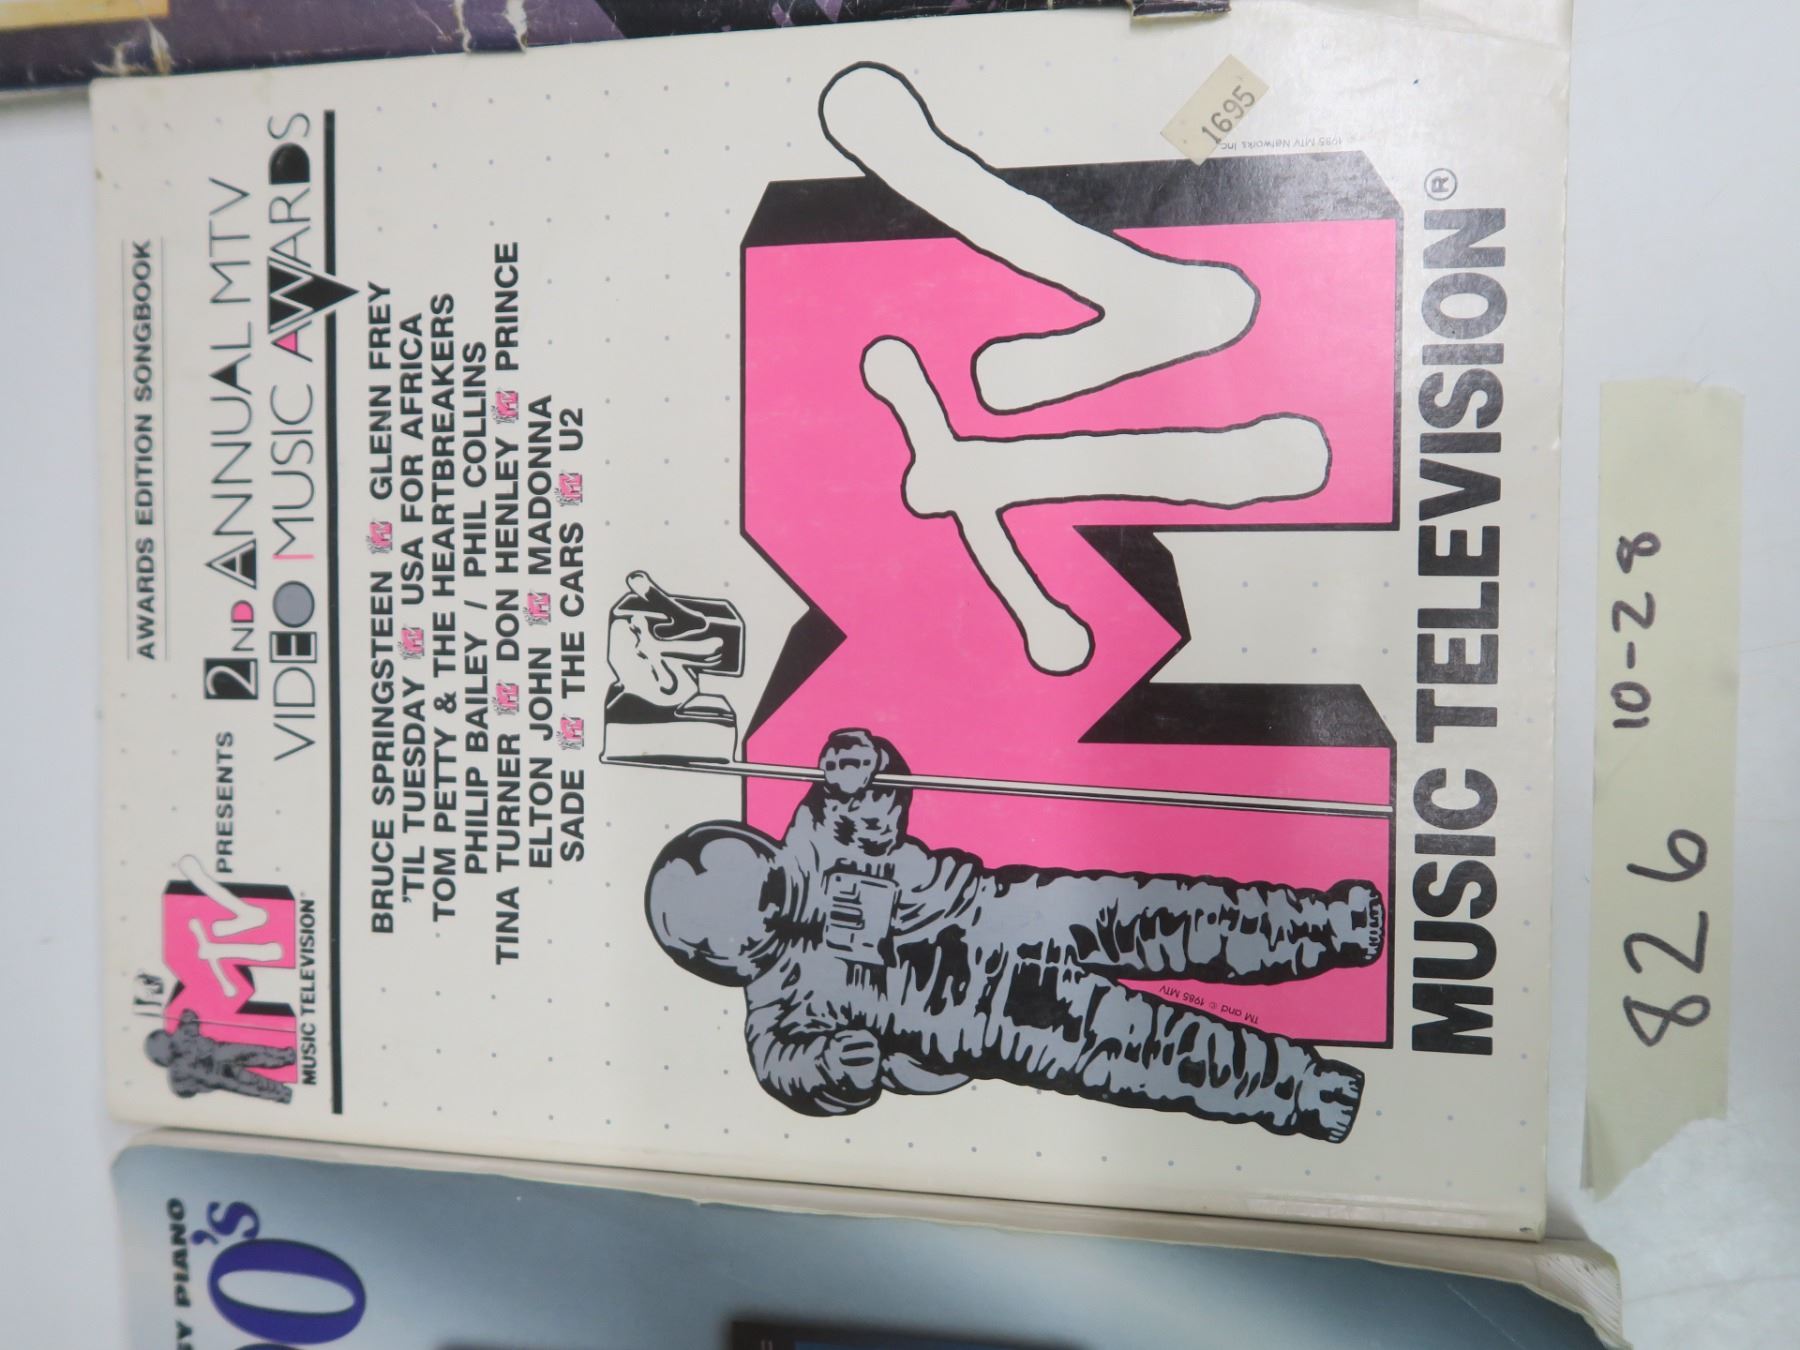 AWARDS EDITION SONGBOOK
MTV
MUSIC TELEVISION
PRESENTS 2ND ANNUAL MTV
VIDEO MUSIC AWARDS
BRUCE SPRINGSTEEN GLENN FREY
'TIL TUESDAY USA FOR AFRICA
TOM PETTY & THE HEARTBREAKERS
PHILIP BAILEY / PHIL COLLINS
TINA TURNER DON HENLEY PRINCE
ELTON JOHN MADONNA
SADE THE CARS U2
1695
© 1985 MTV Networks Inc.
MTV
TM and © 1985 MTV
MUSIC TELEVISION®
826 10-28
PIANO
0's